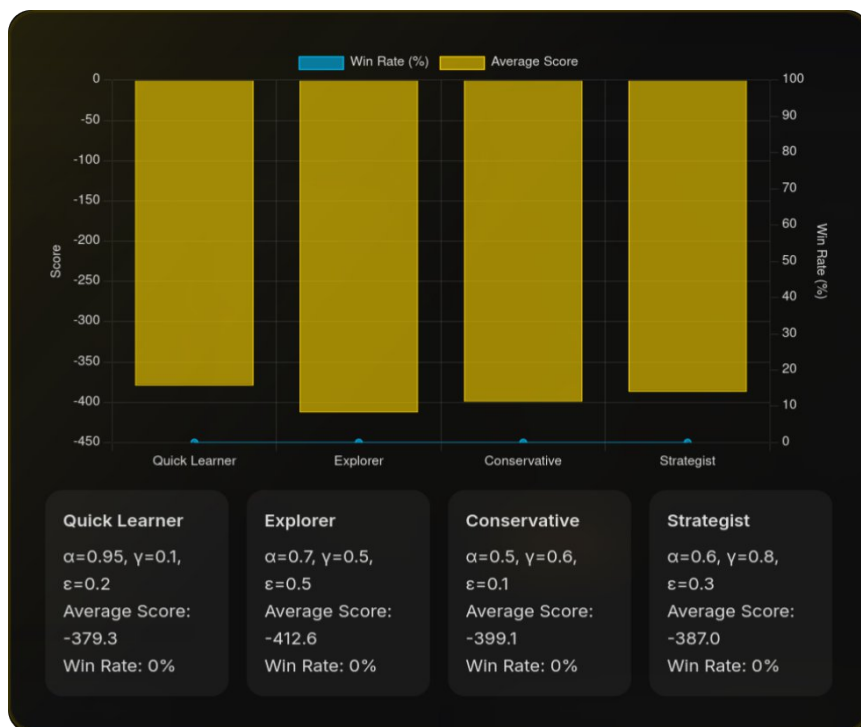 Win Rate (%) Average Score
0
-50
-100
-150
-200
-250
-300
-350
-400
-450
Score
100
90
80
70
60
50
40
30
20
10
0
Win Rate (%)
Quick Learner Explorer Conservative Strategist
Quick Learner
α=0.95, γ=0.1,
ε=0.2
Average Score:
-379.3
Win Rate: 0%
Explorer
α=0.7, γ=0.5,
ε=0.5
Average Score:
-412.6
Win Rate: 0%
Conservative
α=0.5, γ=0.6,
ε=0.1
Average Score:
-399.1
Win Rate: 0%
Strategist
α=0.6, γ=0.8,
ε=0.3
Average Score:
-387.0
Win Rate: 0%